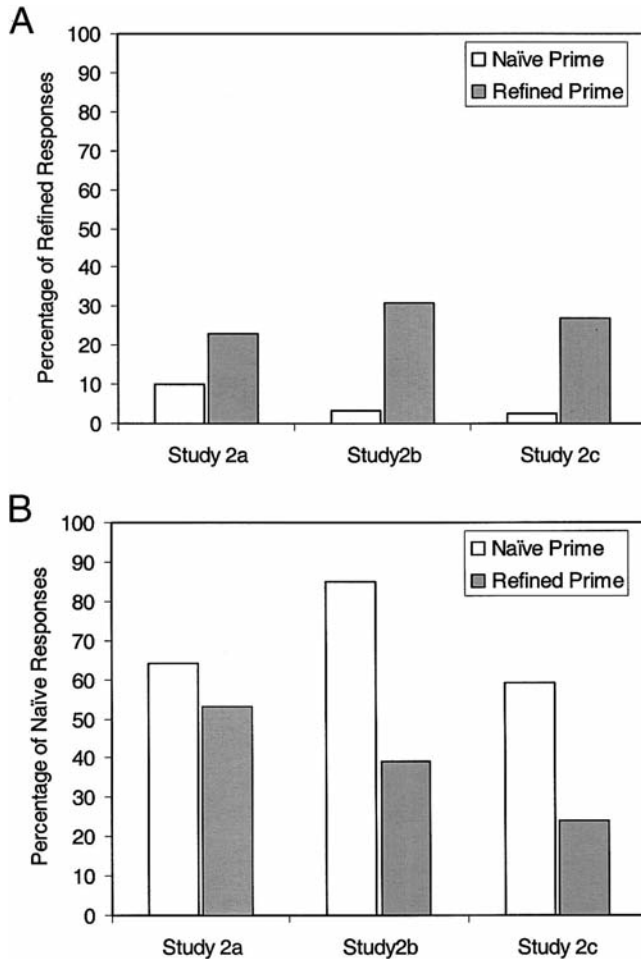 A
100
90
80
70
60
50
40
30
20
10
0
Percentage of Refined Responses
Naïve Prime
Refined Prime
Study 2a
Study2b
Study 2c
B
100
90
80
70
60
50
40
30
20
10
0
Percentage of Naïve Responses
Naïve Prime
Refined Prime
Study 2a
Study2b
Study 2c